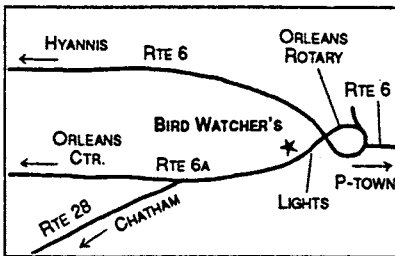 HYANNIS
RTE 6
ORLEANS
ROTARY
RTE 6
BIRD WATCHER'S
ORLEANS
CTR.
RTE 6A
P-TOWN
LIGHTS
RTE 28
CHATHAM